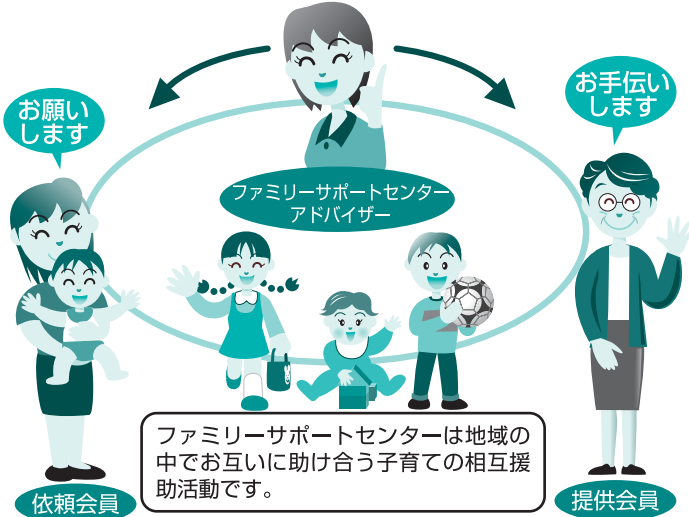 お願い
します
お手伝い
します
ファミリーサポートセンター
アドバイザー
ファミリーサポートセンターは地域の
中でお互いに助け合う子育ての相互援
助活動です。
依頼会員
提供会員